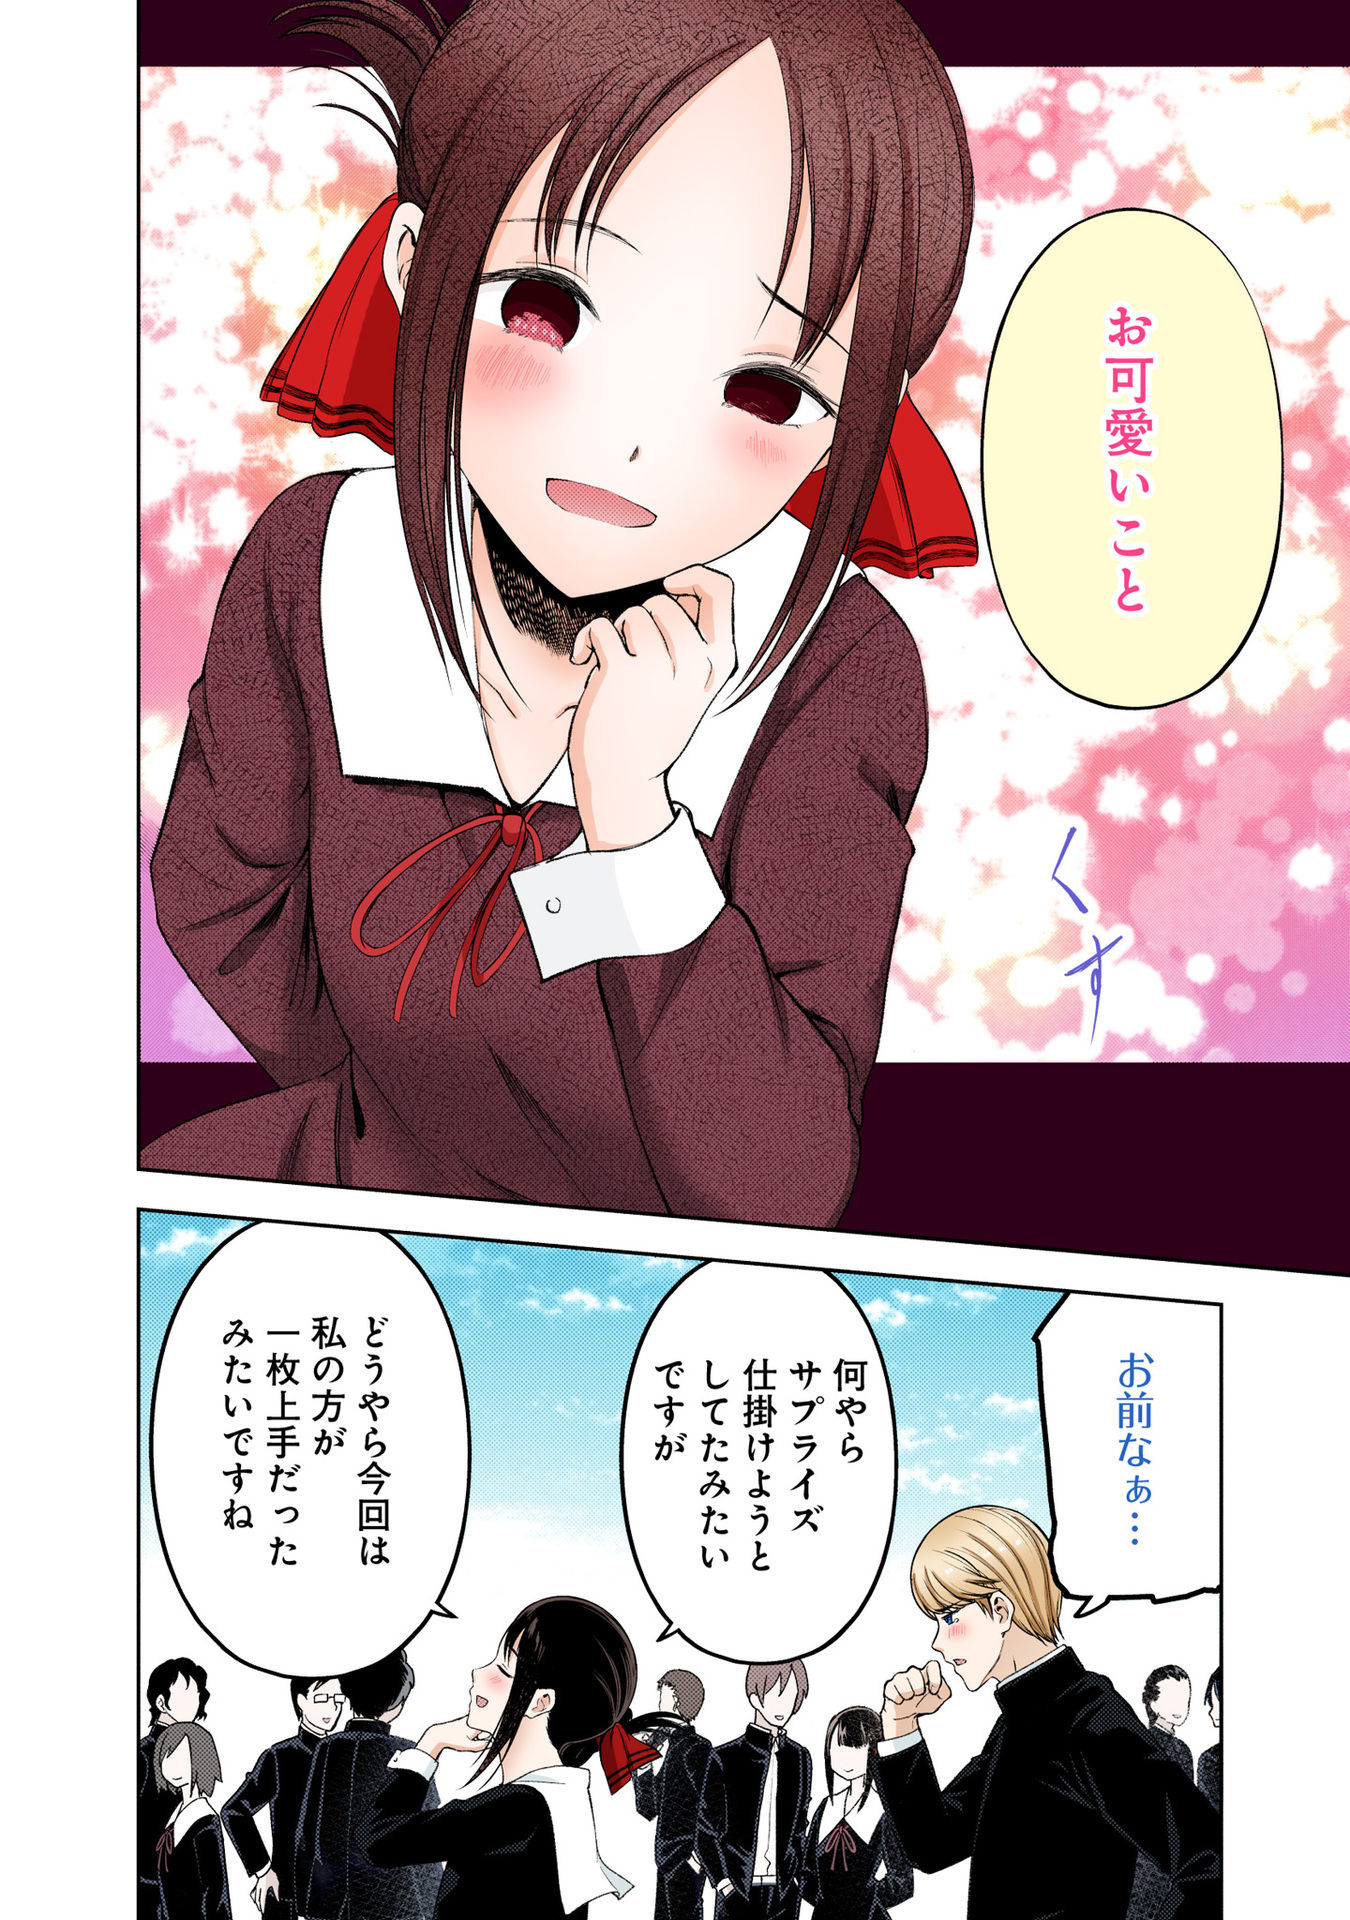 お可愛いこと
くす
お前なぁ…
何やら
サプライズ
仕掛けようと
してたみたい
ですが
どうやら今回は
私の方が
一枚上手だった
みたいですね